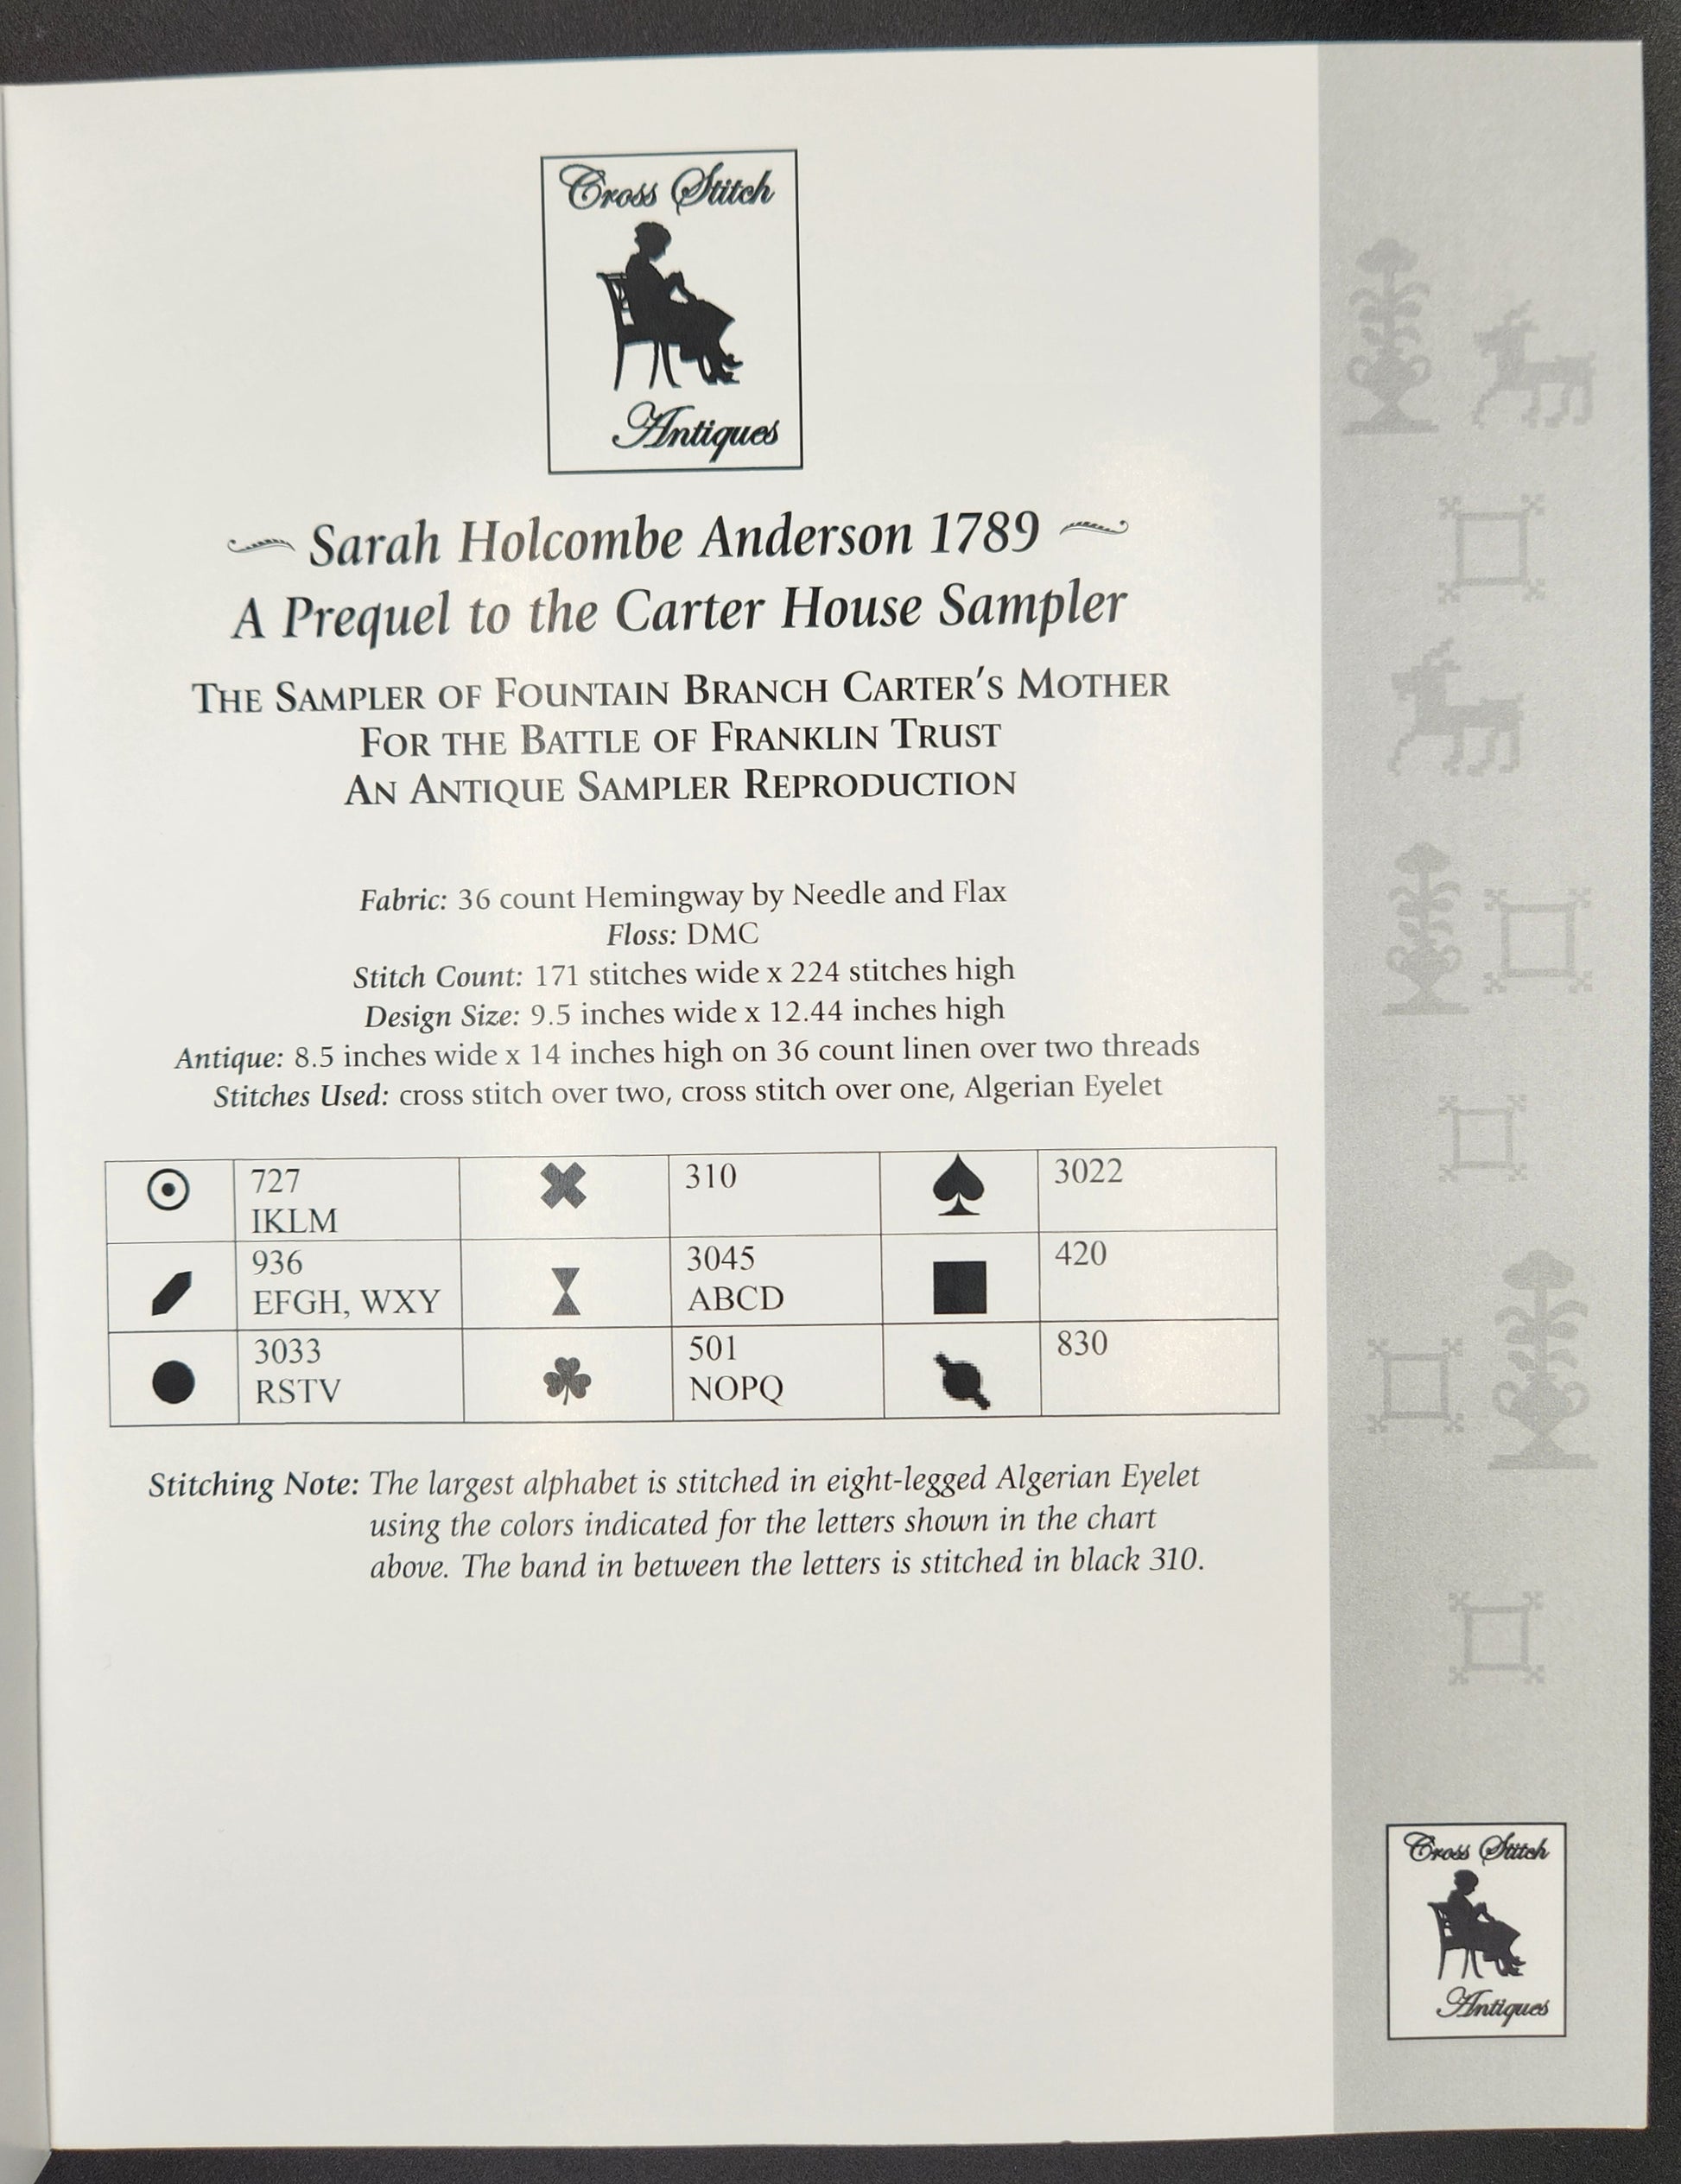 Cross Stitch
Antiques
Sarah Holcombe Anderson 1789
A Prequel to the Carter House Sampler
The Sampler of Fountain Branch Carter's Mother
For the Battle of Franklin Trust
An Antique Sampler Reproduction
Fabric: 36 count Hemingway by Needle and Flax
Floss: DMC
Stitch Count: 171 stitches wide x 224 stitches high
Design Size: 9.5 inches wide x 12.44 inches high
Antique: 8.5 inches wide x 14 inches high on 36 count linen over two threads
Stitches Used: cross stitch over two, cross stitch over one, Algerian Eyelet
727
IKLM
310
3022
936
EFGH, WXY
3045
ABCD
420
3033
RSTV
501
NOPQ
830
Stitching Note: The largest alphabet is stitched in eight-legged Algerian Eyelet
using the colors indicated for the letters shown in the chart
above. The band in between the letters is stitched in black 310.
Cross Stitch
Antiques